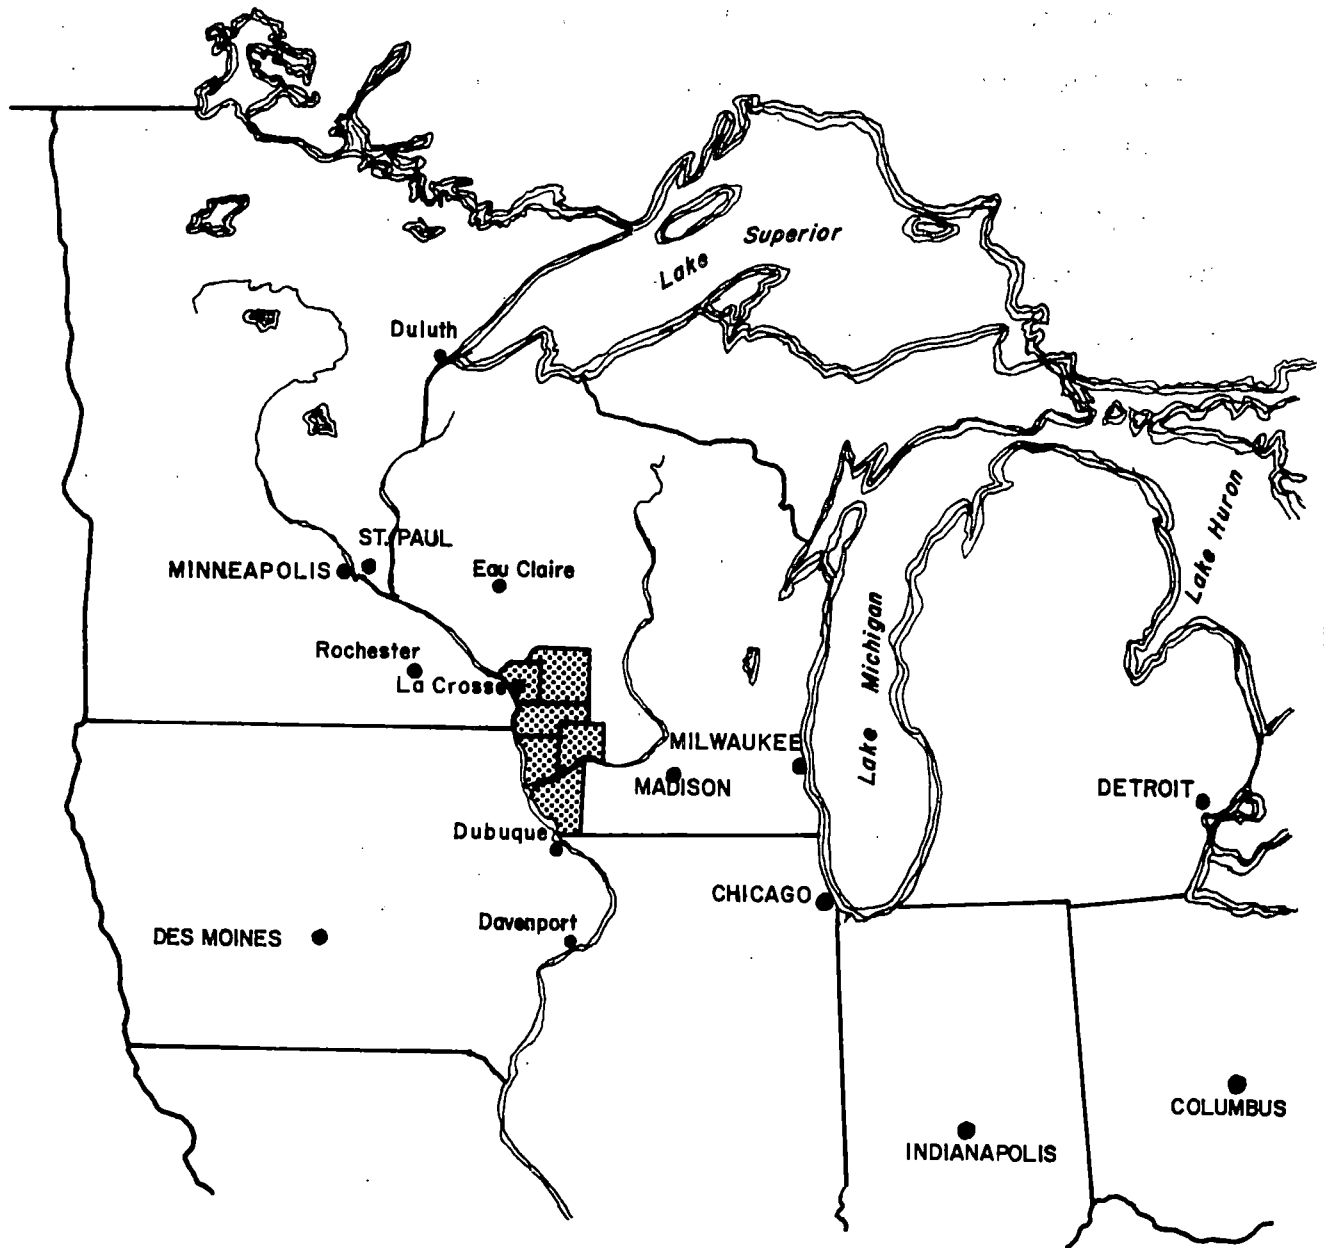 Lake Superior
Duluth
Lake Huron
ST. PAUL
MINNEAPOLIS
Eau Claire
Lake Michigan
Rochester
La Crosse
MILWAUKEE
MADISON
DETROIT
Dubuque
CHICAGO
Davenport
DES MOINES
COLUMBUS
INDIANAPOLIS